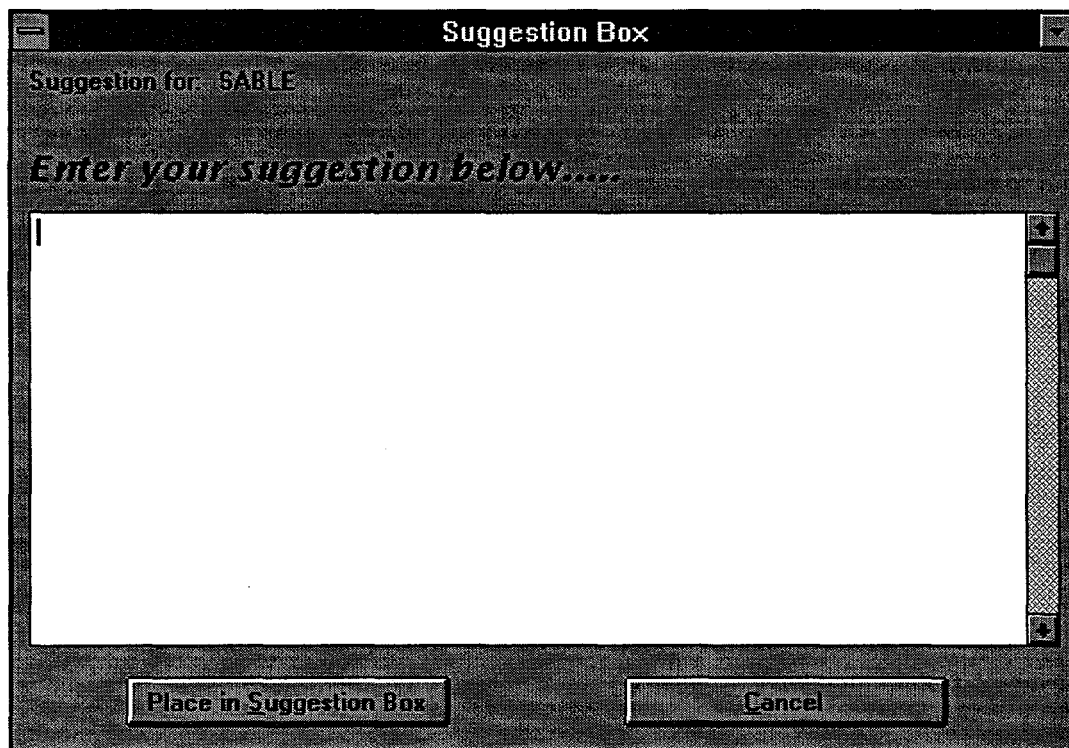 Suggestion Box
Suggestion for: SABLE
Enter your suggestion below.....
Place in Suggestion Box
Cancel